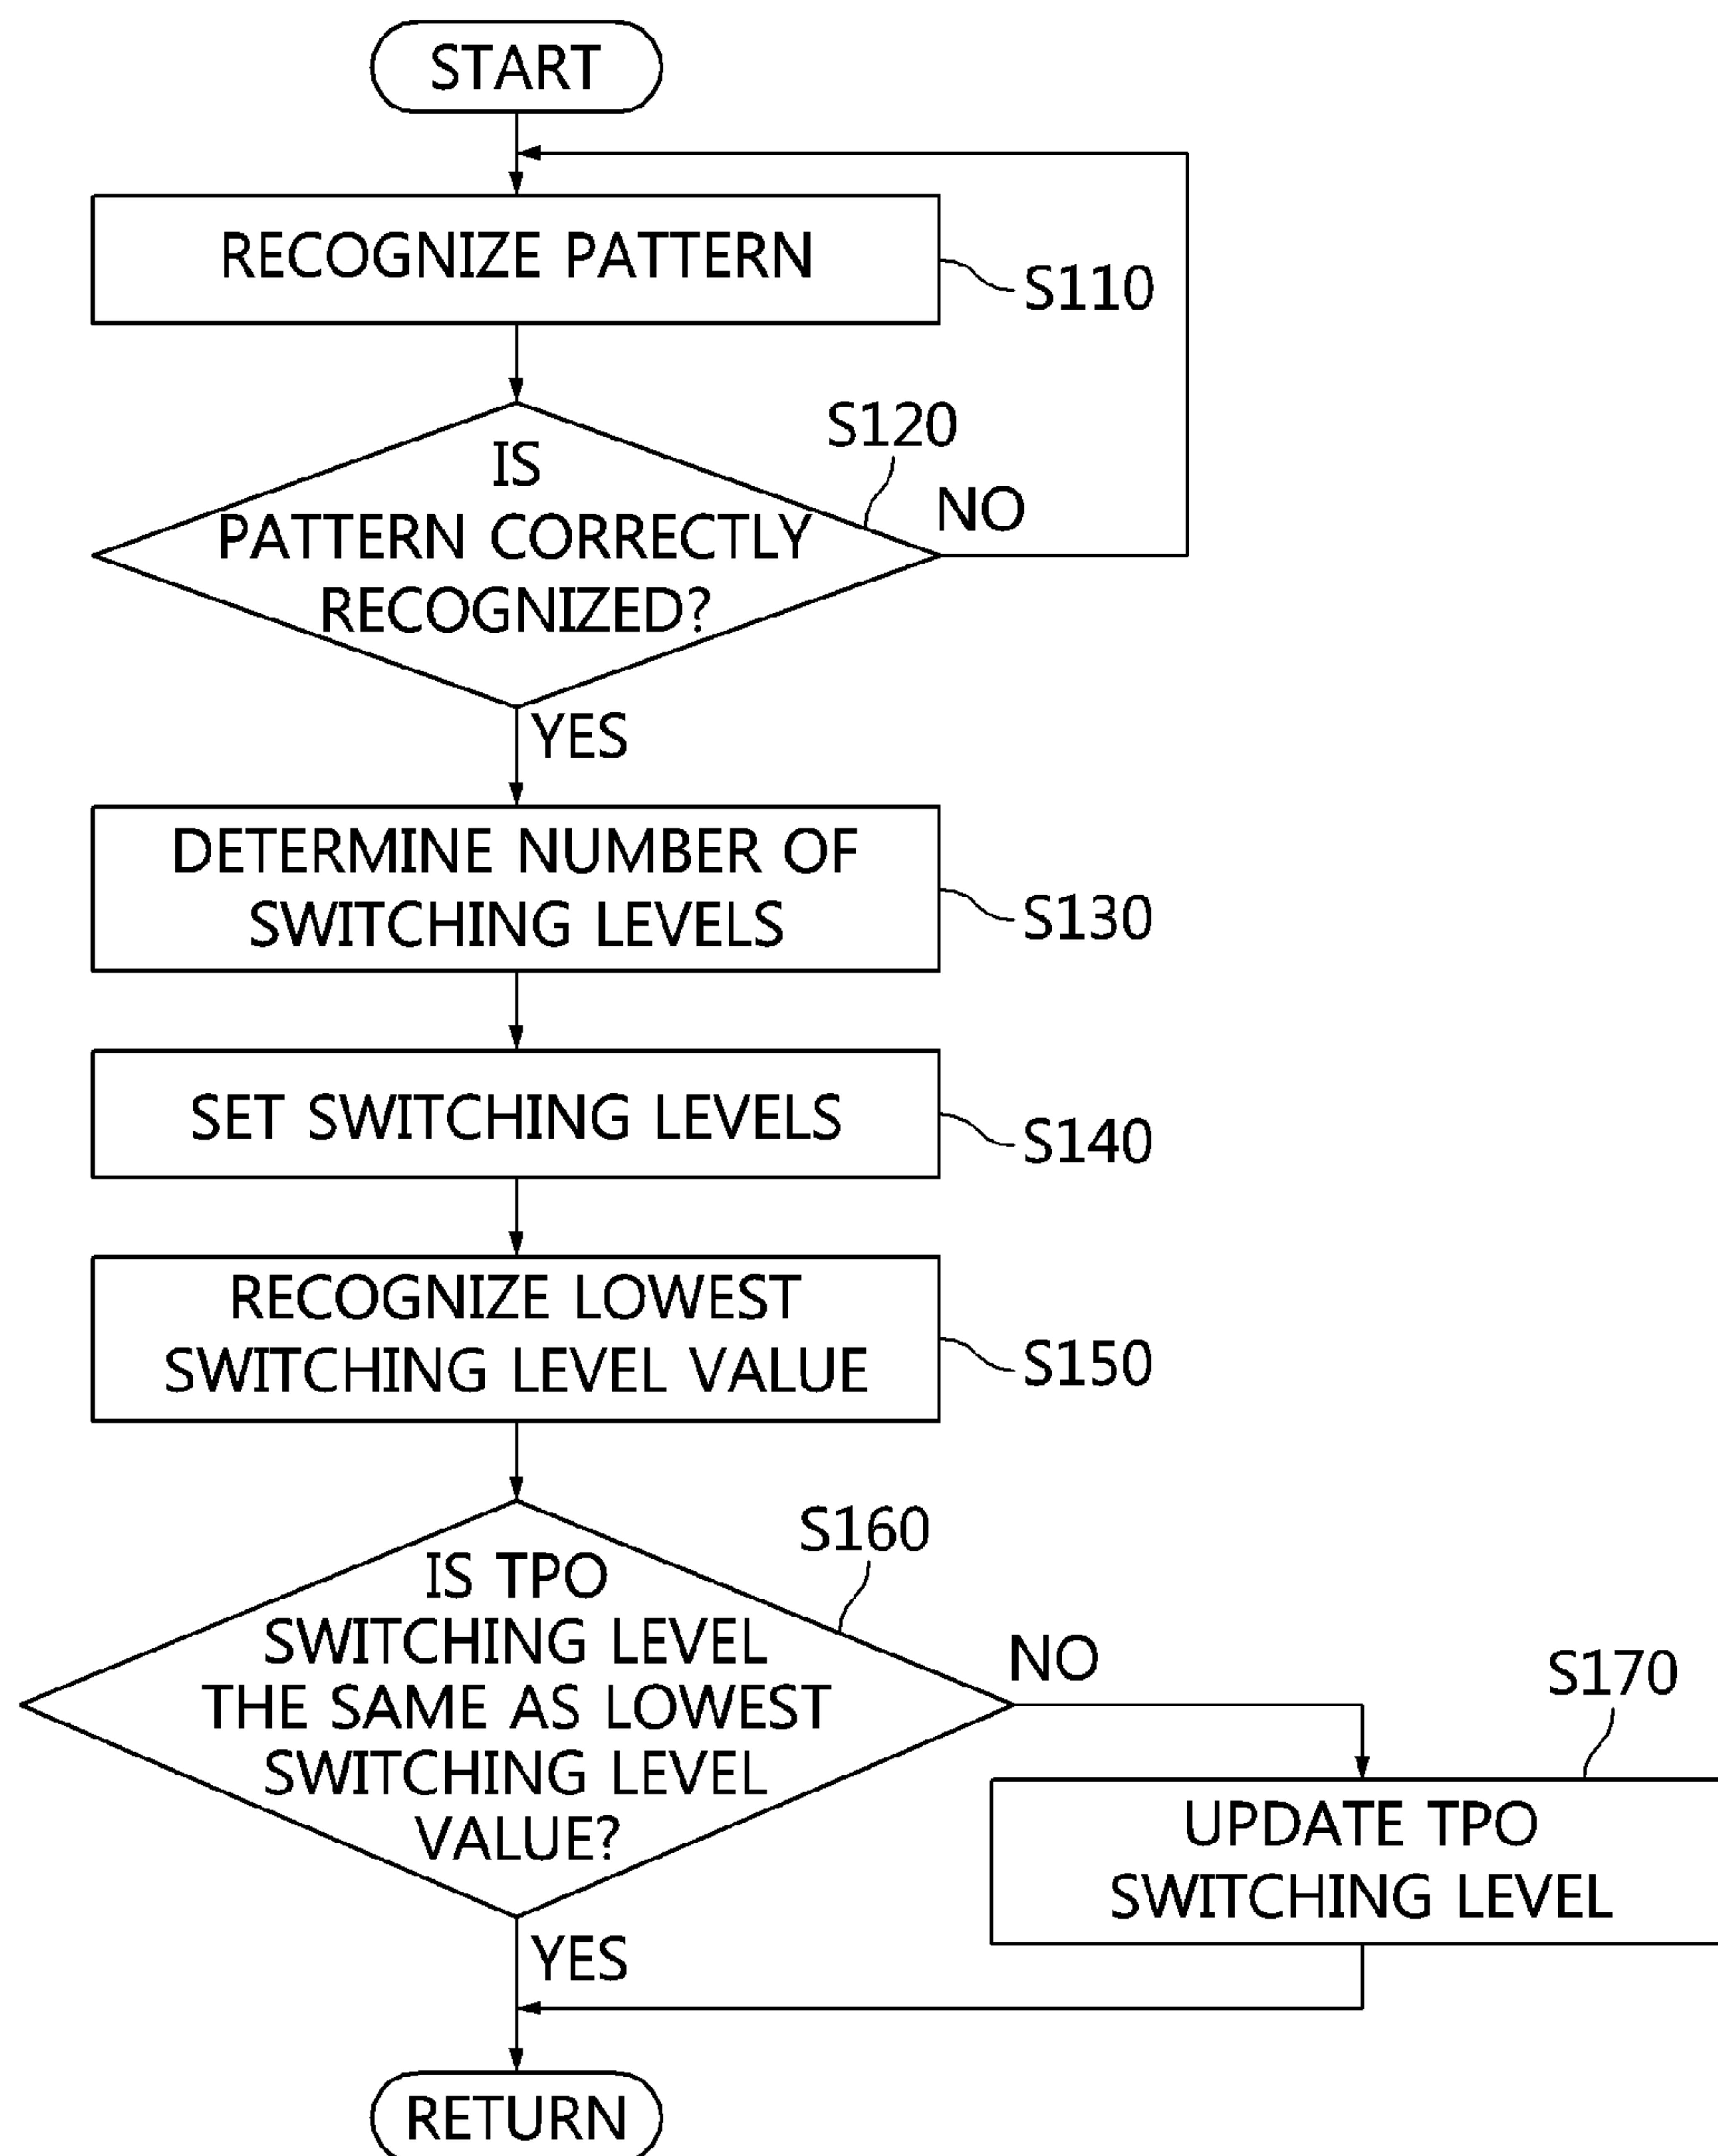 START
RECOGNIZE PATTERN
S110
S120
IS
PATTERN CORRECTLY
RECOGNIZED?
NO
YES
DETERMINE NUMBER OF
SWITCHING LEVELS
S130
SET SWITCHING LEVELS
S140
RECOGNIZE LOWEST
SWITCHING LEVEL VALUE
S150
S160
IS TPO
SWITCHING LEVEL
THE SAME AS LOWEST
SWITCHING LEVEL
VALUE?
NO
S170
UPDATE TPO
SWITCHING LEVEL
YES
RETURN